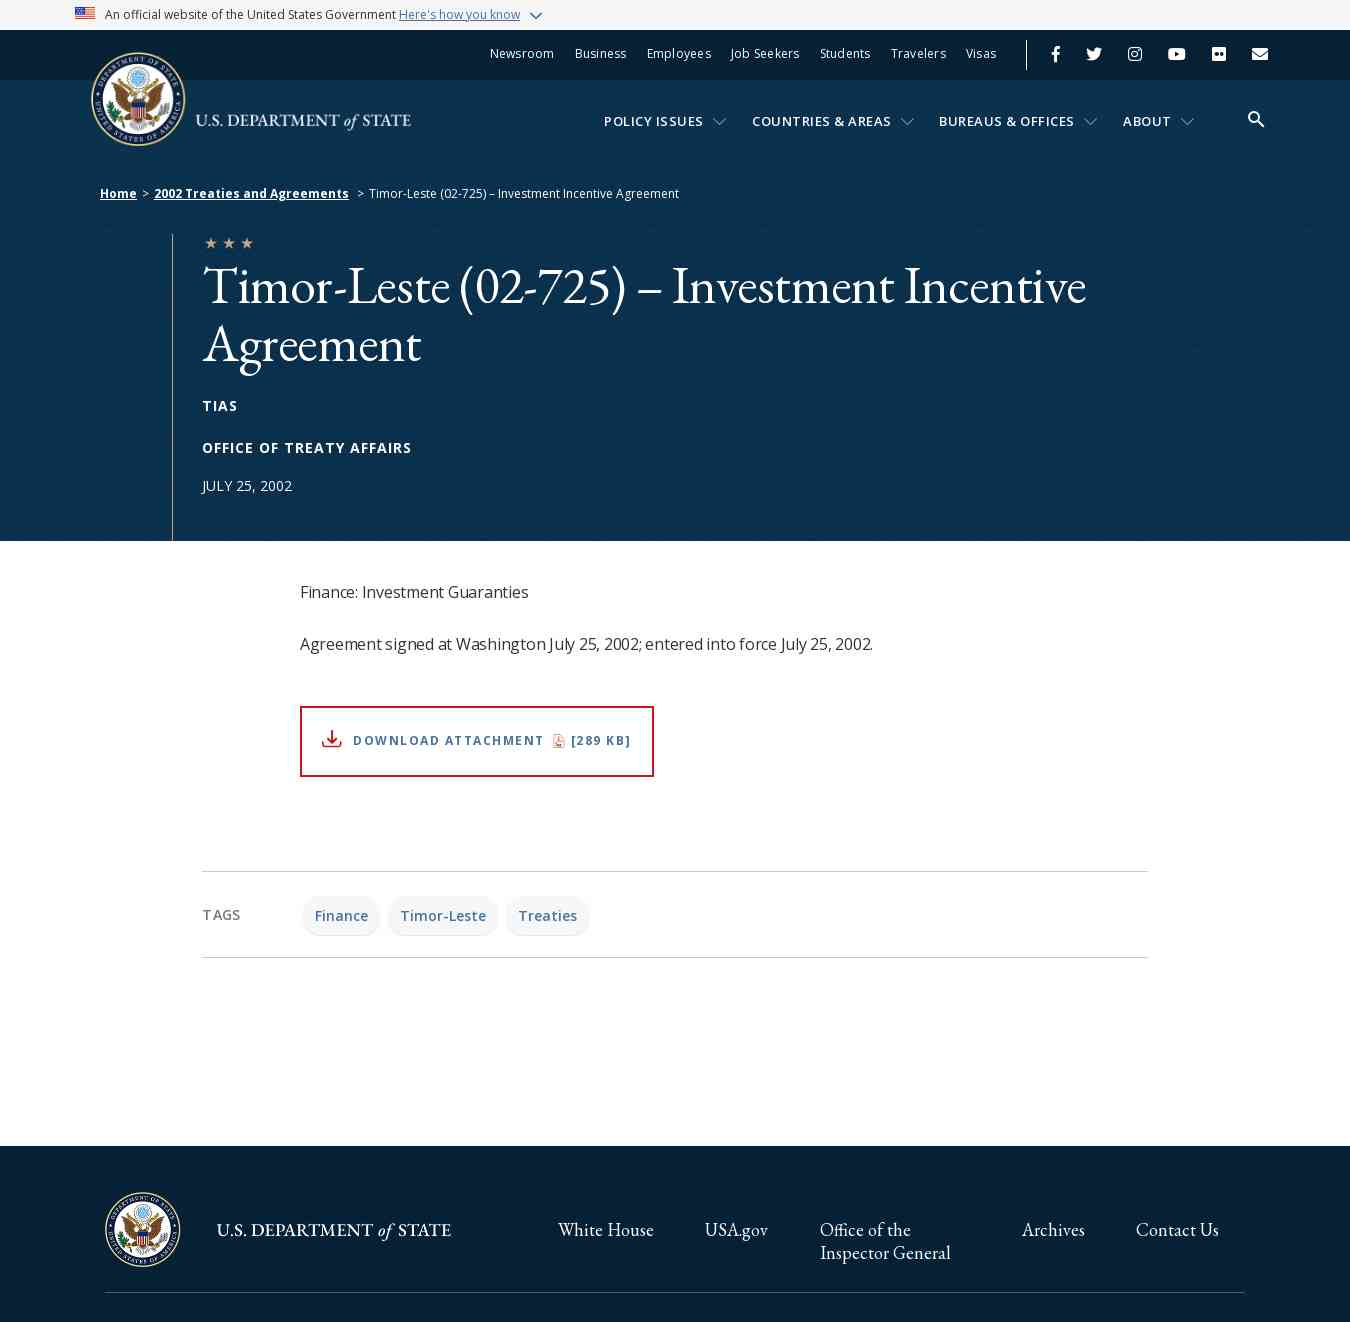 An official website of the United States Government Here's how you know
Newsroom Business Employees Job Seekers Students Travelers Visas
U.S. DEPARTMENT of STATE
POLICY ISSUES COUNTRIES & AREAS BUREAUS & OFFICES ABOUT
Home > 2002 Treaties and Agreements > Timor-Leste (02-725) – Investment Incentive Agreement
Timor-Leste (02-725) – Investment Incentive
Agreement
TIAS
OFFICE OF TREATY AFFAIRS
JULY 25, 2002
Finance: Investment Guaranties
Agreement signed at Washington July 25, 2002; entered into force July 25, 2002.
DOWNLOAD ATTACHMENT [289 KB]
TAGS Finance Timor-Leste Treaties
U.S. DEPARTMENT of STATE
White House USA.gov Office of the Archives Contact Us
Inspector General